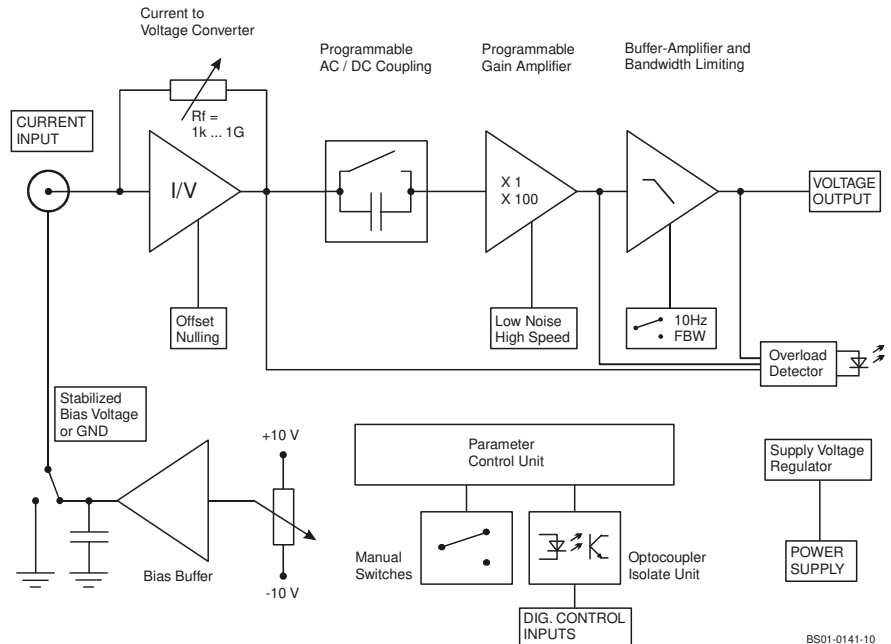 Current to
Voltage Converter
Programmable
AC / DC Coupling
Programmable
Gain Amplifier
Buffer-Amplifier and
Bandwidth Limiting
CURRENT
INPUT
Rf =
1k ... 1G
I/V
X 1
X 100
VOLTAGE
OUTPUT
Offset
Nulling
Low Noise
High Speed
10Hz
FBW
Overload
Detector
Stabilized
Bias Voltage
or GND
+10 V
-10 V
Bias Buffer
Parameter
Control Unit
Manual
Switches
Optocoupler
Isolate Unit
DIG. CONTROL
INPUTS
Supply Voltage
Regulator
POWER
SUPPLY
BS01-0141-10